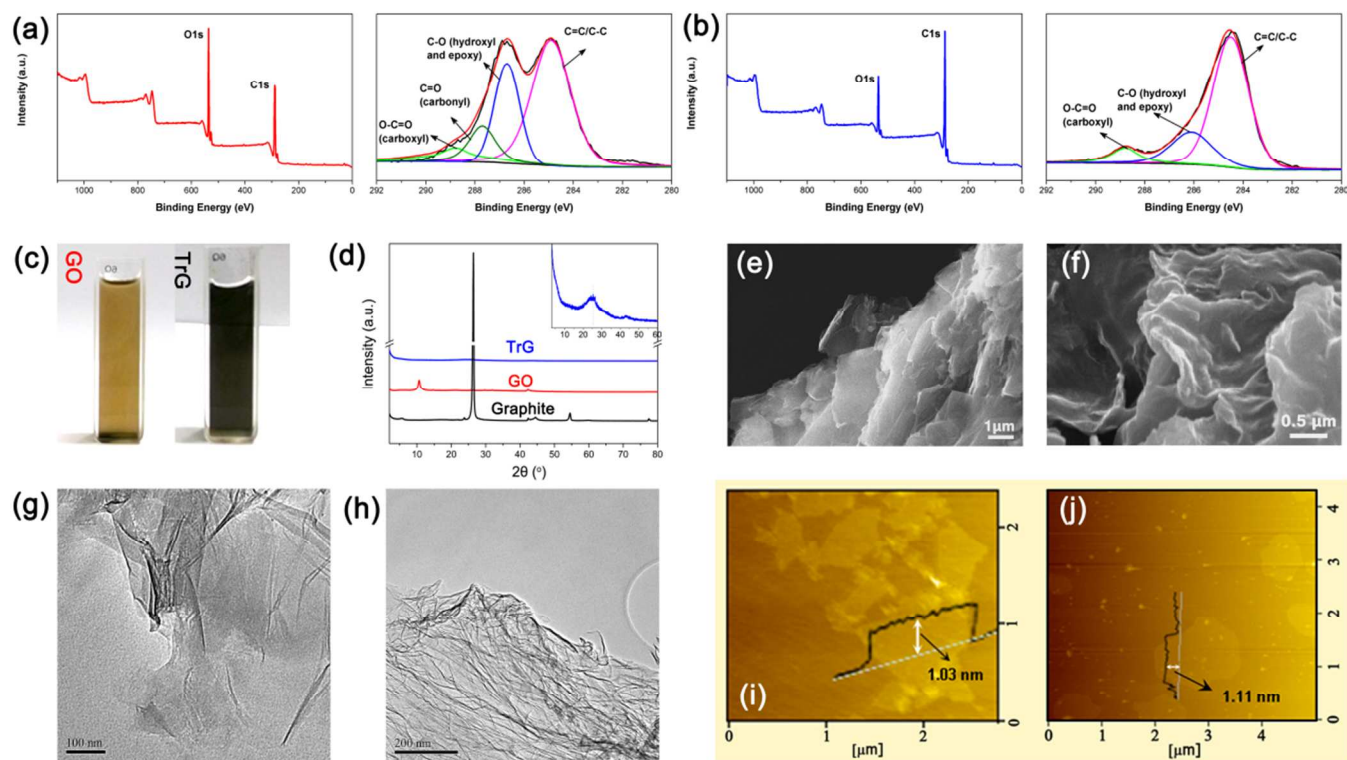 (a)
Intensity (a.u.)
O1s
C1s
1000 800 600 400 200 0
Binding Energy (eV)
C-O (hydroxyl
and epoxy)
C=C/C-C
C=O
(carbonyl)
O-C=O
(carboxyl)
292 290 288 286 284 282 280
Binding Energy (eV)
(b)
Intensity (a.u.)
C1s
O1s
1000 800 600 400 200 0
Binding Energy (eV)
C=C/C-C
C-O (hydroxyl
and epoxy)
O-C=O
(carboxyl)
292 290 288 286 284 282 280
Binding Energy (eV)
(c)
GO
TrG
(d)
Intensity (a.u.)
10 20 30 40 50 60
TrG
GO
Graphite
10 20 30 40 50 60 70 80
2θ (°)
(e)
1μm
(f)
0.5 μm
(g)
100 nm
(h)
200 nm
(i)
1.03 nm
0 1 2
[μm]
0 1 2
(j)
1.11 nm
0 2 4
[μm]
0 1 2 3 4